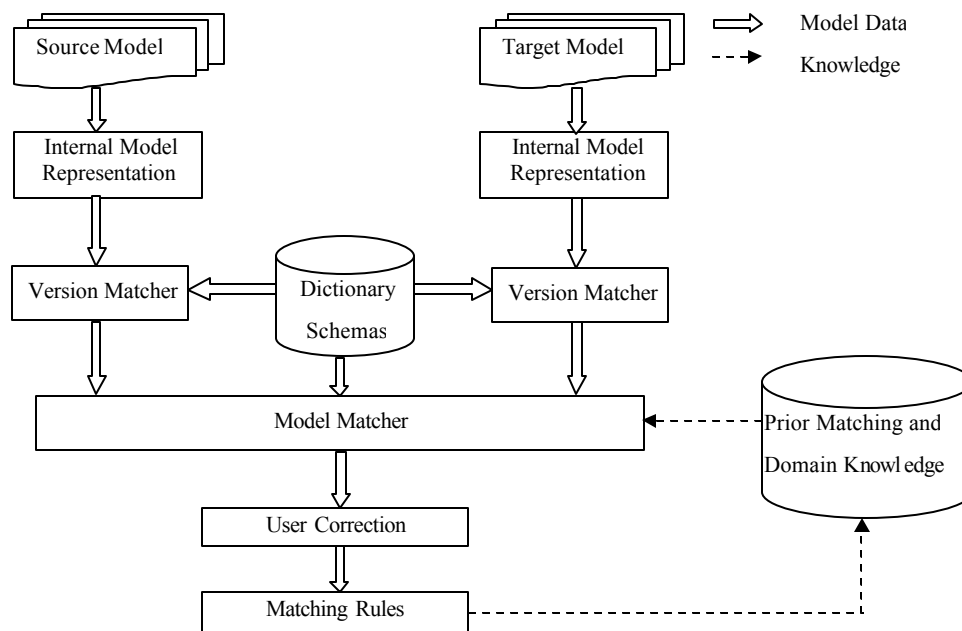 Source Model
Target Model
Model Data
Knowledge
Internal Model
Representation
Internal Model
Representation
Version Matcher
Dictionary
Schemas
Version Matcher
Model Matcher
Prior Matching and
Domain Knowledge
User Correction
Matching Rules